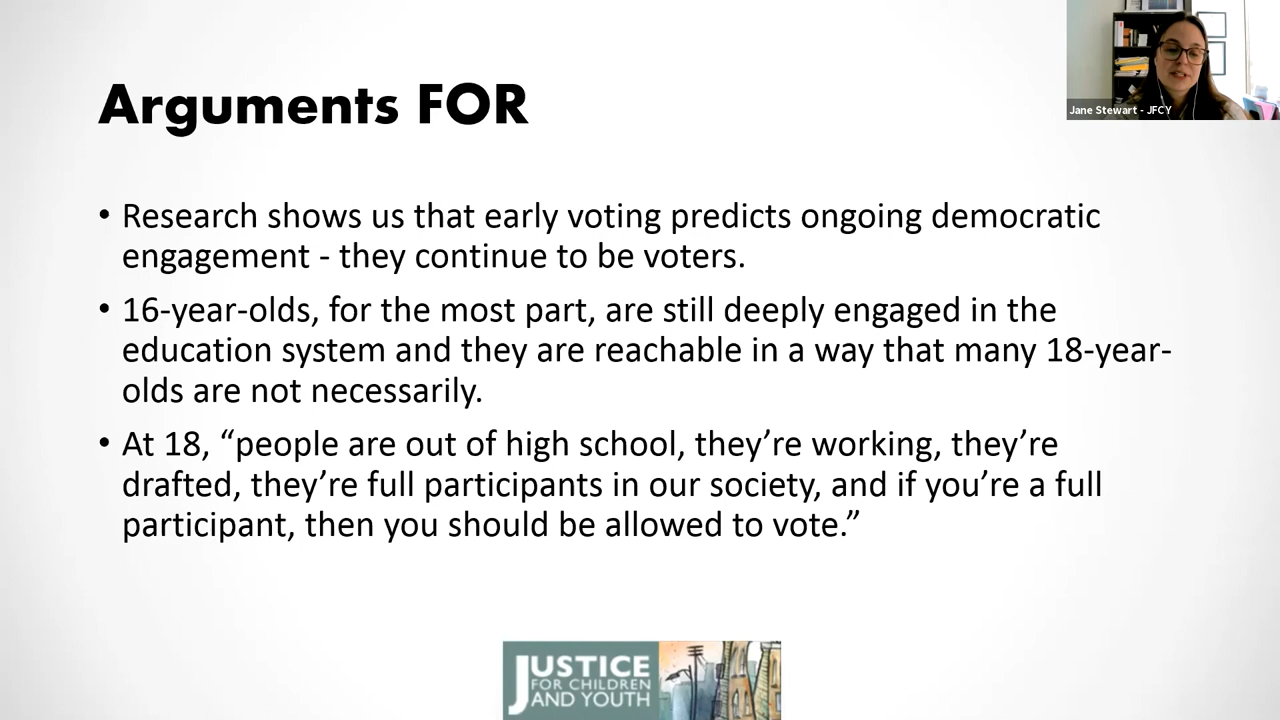 Arguments FOR
Jane Stewart - JFCY
• Research shows us that early voting predicts ongoing democratic
engagement - they continue to be voters.
• 16-year-olds, for the most part, are still deeply engaged in the
education system and they are reachable in a way that many 18-year-
olds are not necessarily.
• At 18, “people are out of high school, they’re working, they’re
drafted, they’re full participants in our society, and if you’re a full
participant, then you should be allowed to vote.”
JUSTICE
FOR CHILDREN
AND YOUTH